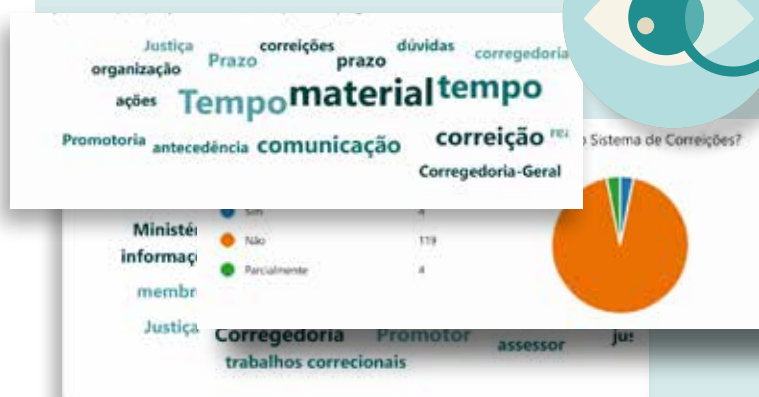 Justiça correições dúvidas corregedoria
organização Prazo prazo
ações Tempo material tempo
Promotoria antecedência comunicação correição
Corregedoria-Geral
Sistema de Correições?
Sim 4
Não 119
Parcialmente 4
Ministé
informaç
membr
Justiça
Corregedoria Promotor assessor jus
trabalhos correcionais